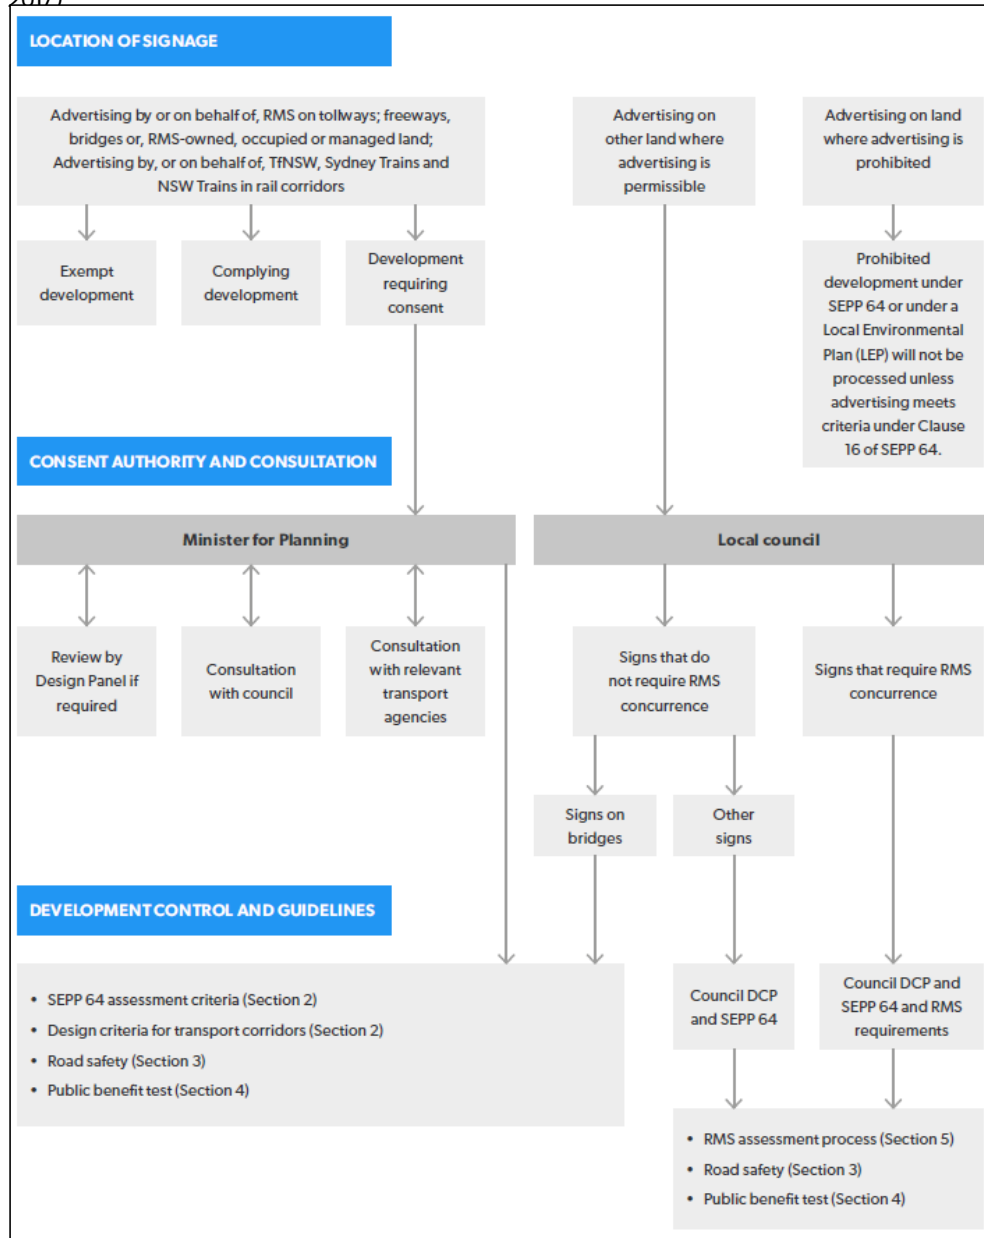 LOCATION OF SIGNAGE
Advertising by or on behalf of, RMS on tollways; freeways,
bridges or, RMS-owned, occupied or managed land;
Advertising by, or on behalf of, TfNSW, Sydney Trains and
NSW Trains in rail corridors
Advertising on
other land where
advertising is
permissible
Advertising on land
where advertising is
prohibited
Exempt
development
Complying
development
Development
requiring
consent
Prohibited
development under
SEPP 64 or under a
Local Environmental
Plan (LEP) will not be
processed unless
advertising meets
criteria under Clause
16 of SEPP 64.
CONSENT AUTHORITY AND CONSULTATION
Minister for Planning
Local council
Review by
Design Panel if
required
Consultation
with council
Consultation
with relevant
transport
agencies
Signs that do
not require RMS
concurrence
Signs that require RMS
concurrence
Signs on
bridges
Other
signs
DEVELOPMENT CONTROL AND GUIDELINES
• SEPP 64 assessment criteria (Section 2)
• Design criteria for transport corridors (Section 2)
• Road safety (Section 3)
• Public benefit test (Section 4)
Council DCP
and SEPP 64
Council DCP and
SEPP 64 and RMS
requirements
• RMS assessment process (Section 5)
• Road safety (Section 3)
• Public benefit test (Section 4)